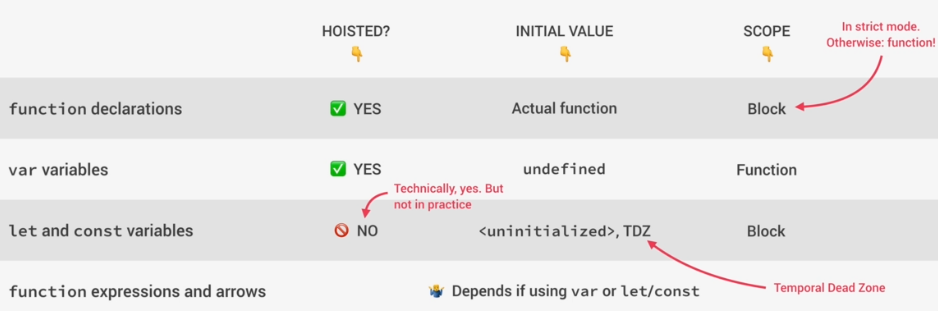 HOISTED? INITIAL VALUE SCOPE
In strict mode.
Otherwise: function!
function declarations YES Actual function Block
var variables YES undefined Function
Technically, yes. But
not in practice
let and const variables NO <uninitialized>, TDZ Block
Temporal Dead Zone
function expressions and arrows Depends if using var or let/const